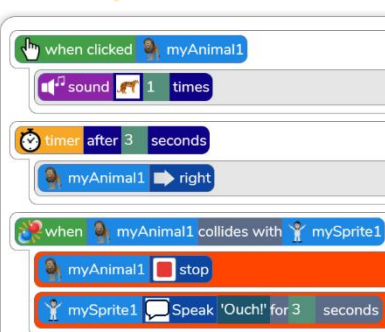 when clicked myAnimal1
sound 1 times
timer after 3 seconds
myAnimal1 right
when myAnimal1 collides with mySprite1
myAnimal1 stop
mySprite1 Speak 'Ouch!' for 3 seconds